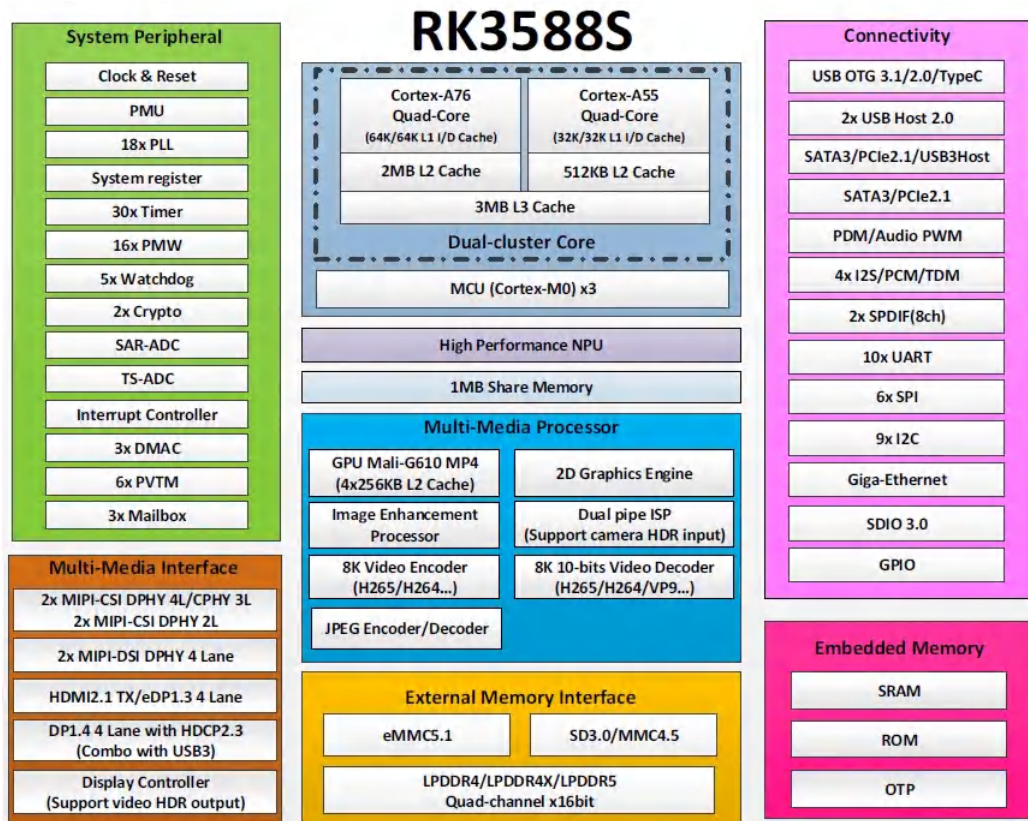 RK3588S
System Peripheral
Clock & Reset
PMU
18x PLL
System register
30x Timer
16x PMW
5x Watchdog
2x Crypto
SAR-ADC
TS-ADC
Interrupt Controller
3x DMAC
6x PVTM
3x Mailbox
Multi-Media Interface
2x MIPI-CSI DPHY 4L/CPHY 3L
2x MIPI-CSI DPHY 2L
2x MIPI-DSI DPHY 4 Lane
HDMI2.1 TX/eDP1.3 4 Lane
DP1.4 4 Lane with HDCP2.3
(Combo with USB3)
Display Controller
(Support video HDR output)
Cortex-A76
Quad-Core
(64K/64K L1 I/D Cache)
2MB L2 Cache
Cortex-A55
Quad-Core
(32K/32K L1 I/D Cache)
512KB L2 Cache
3MB L3 Cache
Dual-cluster Core
MCU (Cortex-M0) x3
High Performance NPU
1MB Share Memory
Multi-Media Processor
GPU Mali-G610 MP4
(4x256KB L2 Cache)
2D Graphics Engine
Image Enhancement
Processor
Dual pipe ISP
(Support camera HDR input)
8K Video Encoder
(H265/H264...)
8K 10-bits Video Decoder
(H265/H264/VP9...)
JPEG Encoder/Decoder
External Memory Interface
eMMC5.1
SD3.0/MMC4.5
LPDDR4/LPDDR4X/LPDDR5
Quad-channel x16bit
Connectivity
USB OTG 3.1/2.0/TypeC
2x USB Host 2.0
SATA3/PCIe2.1/USB3Host
SATA3/PCIe2.1
PDM/Audio PWM
4x I2S/PCM/TDM
2x SPDIF(8ch)
10x UART
6x SPI
9x I2C
Giga-Ethernet
SDIO 3.0
GPIO
Embedded Memory
SRAM
ROM
OTP